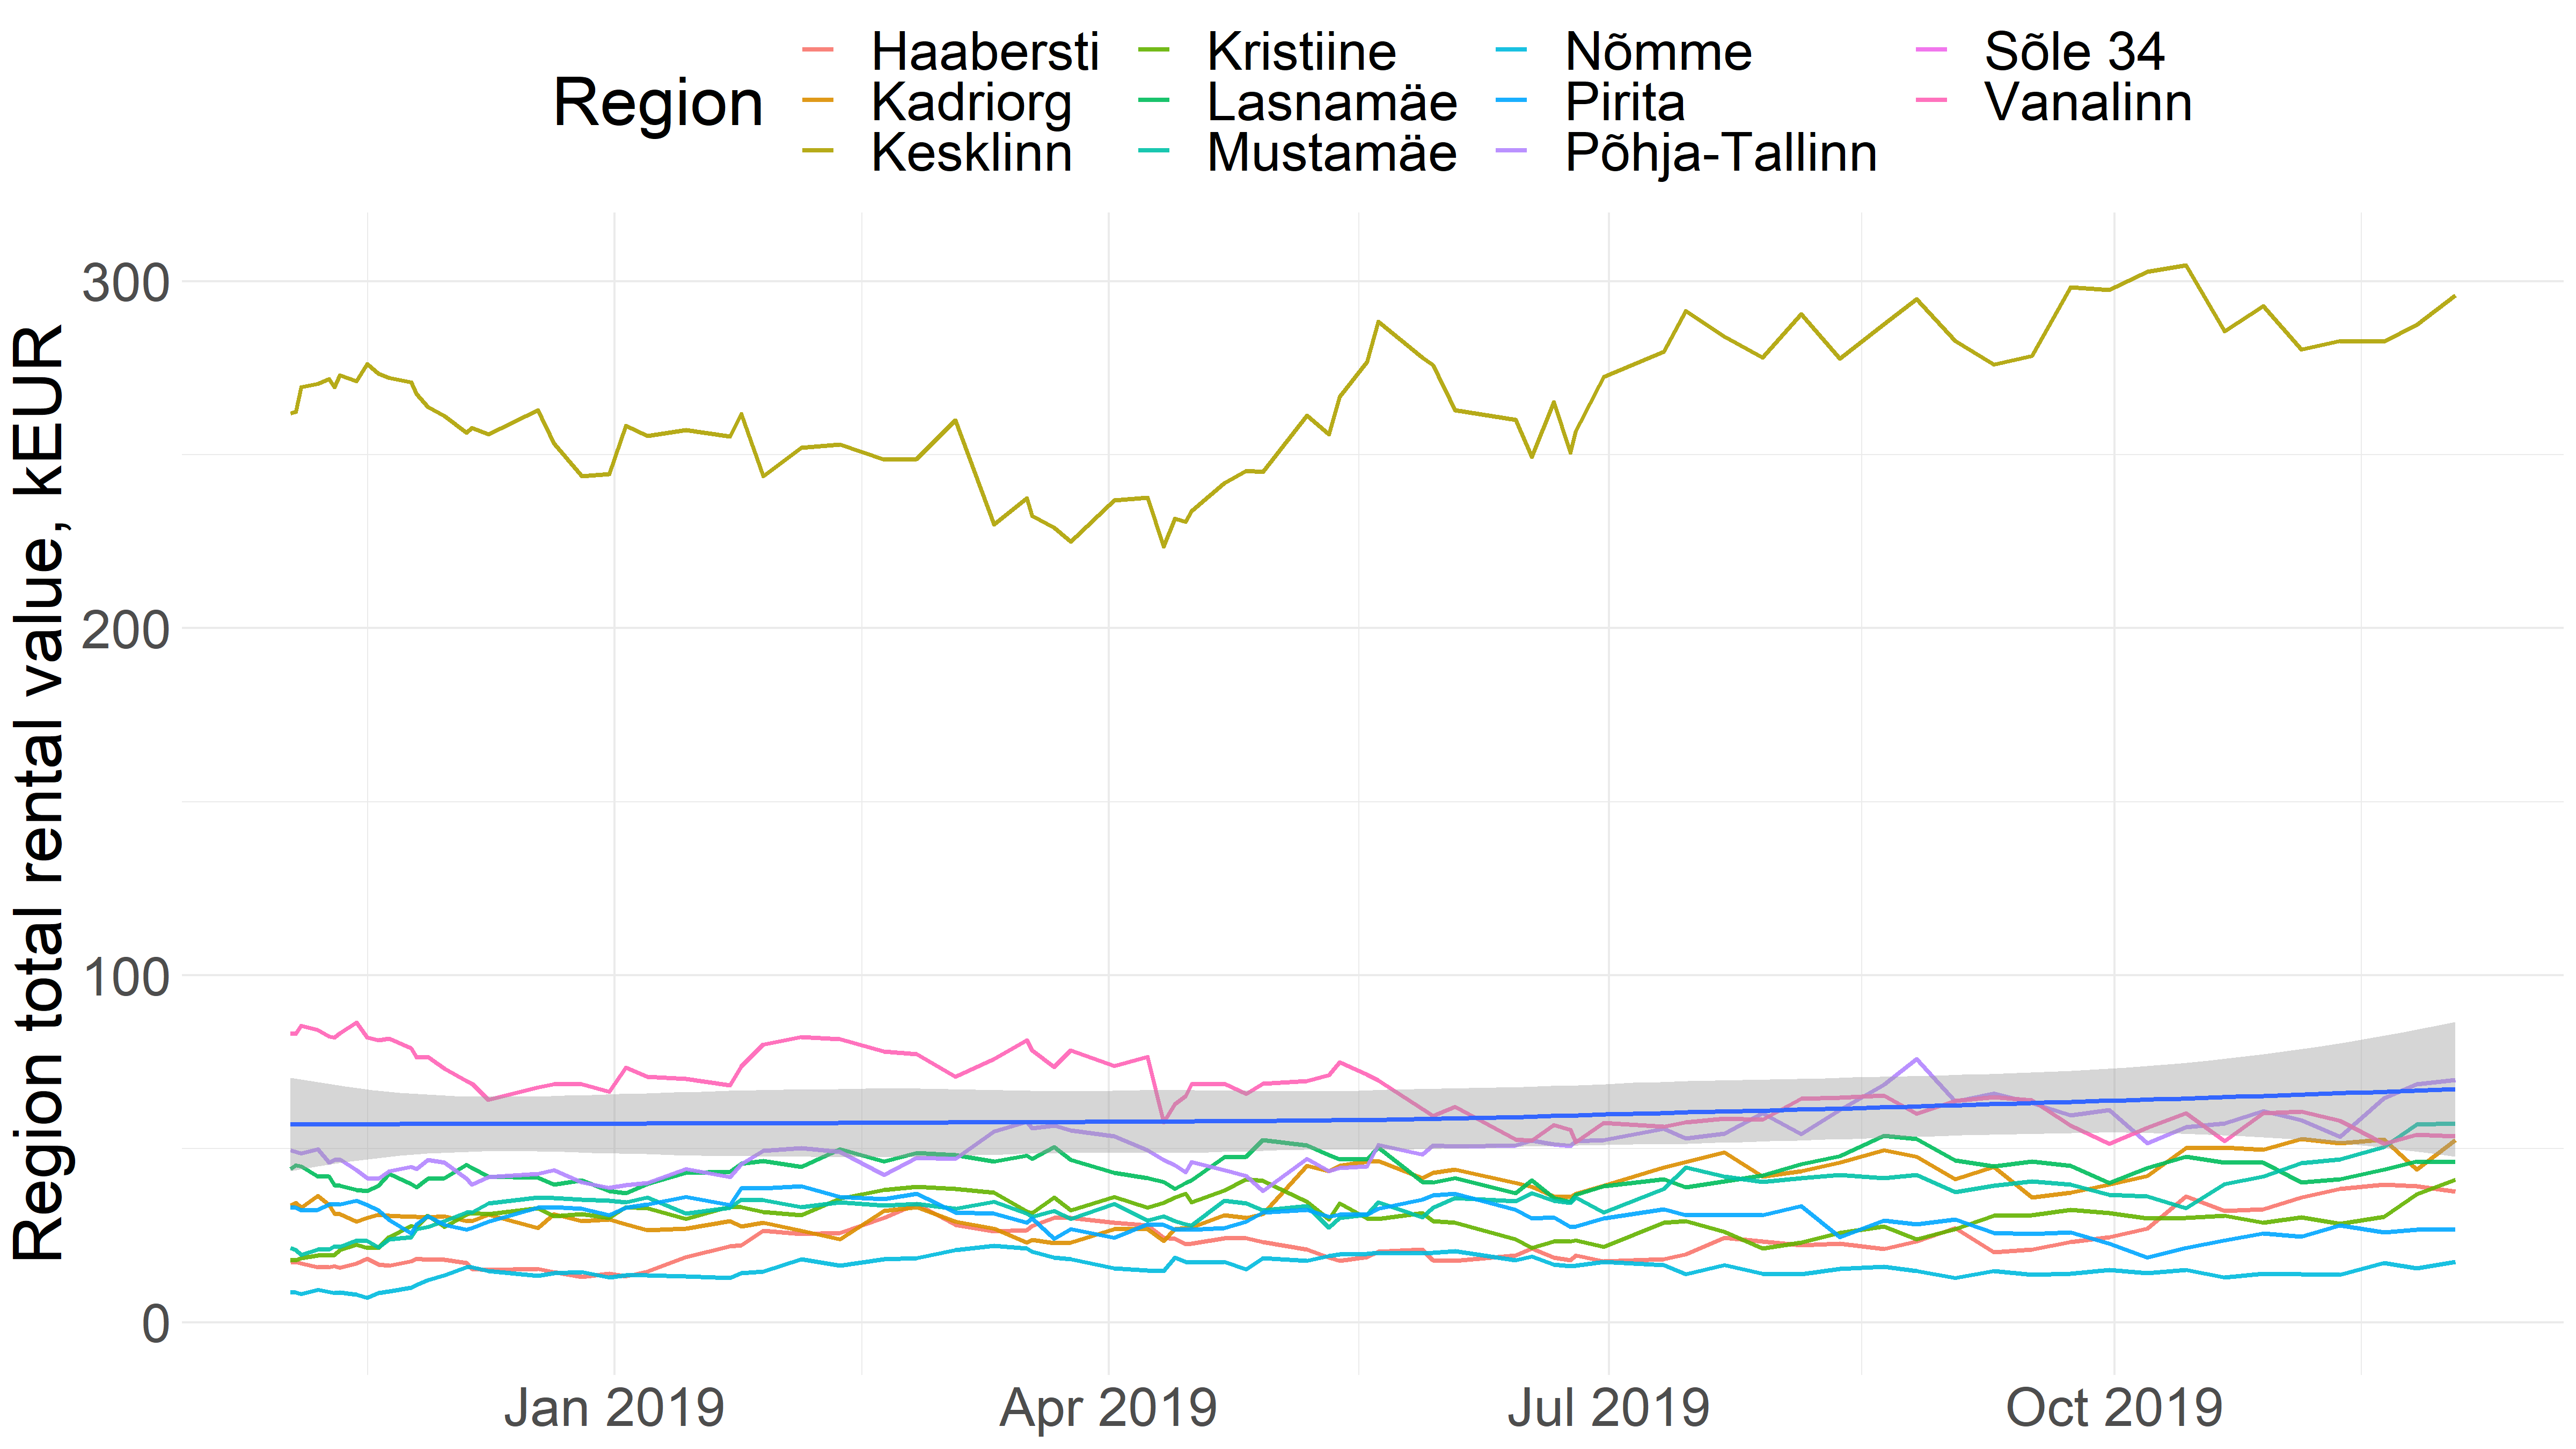 Region
Haabersti
Kadriorg
Kesklinn
Kristiine
Lasnamäe
Mustamäe
Nõmme
Pirita
Põhja-Tallinn
Sõle 34
Vanalinn
Region total rental value, kEUR
300
200
100
0
Jan 2019
Apr 2019
Jul 2019
Oct 2019